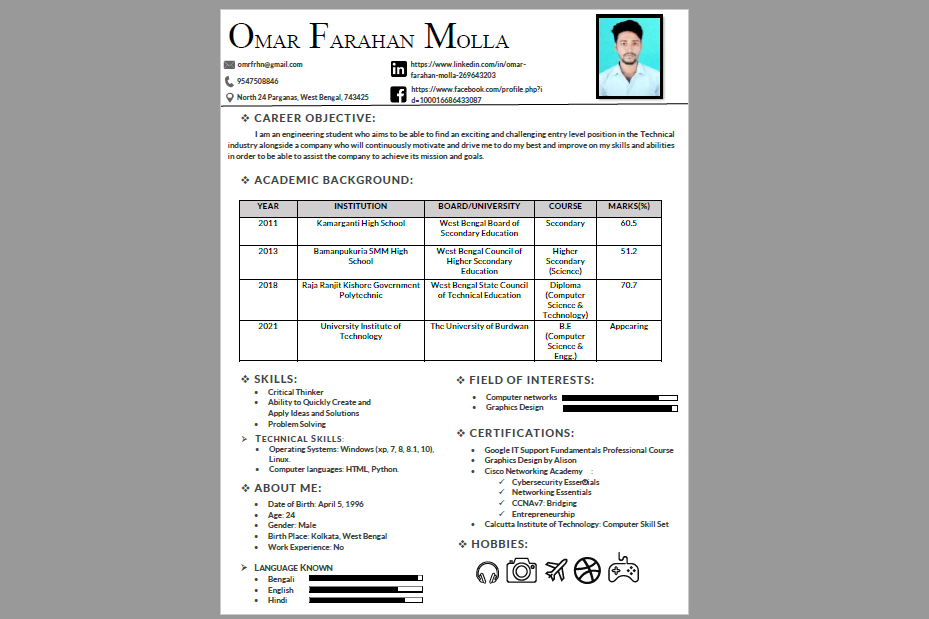 OMAR FARAHAN MOLLA
omrfrhn@gmail.com
9547508846
North 24 Parganas, West Bengal, 743425
in
https://www.linkedin.com/in/omar-
farahan-molla-269643203
https://www.facebook.com/profile.php?i
d=100016686433087
CAREER OBJECTIVE:
I am an engineering student who aims to be able to find an exciting and challenging entry level position in the Technical
industry alongside a company who will continuously motivate and drive me to do my best and improve on my skills and abilities
in order to be able to assist the company to achieve its mission and goals.
ACADEMIC BACKGROUND:
YEAR INSTITUTION BOARD/UNIVERSITY COURSE MARKS(%)
2011 Kamarganti High School West Bengal Board of Secondary 60.5
Secondary Education
2013 Bamanpukuria SMM High West Bengal Council of Higher 51.2
School Higher Secondary Secondary
Education (Science)
2018 Raja Ranjit Kishore Government West Bengal State Council Diploma 70.7
Polytechnic of Technical Education (Computer
Science &
Technology)
2021 University Institute of The University of Burdwan B.E Appearing
Technology (Computer
Science &
Engg.)
SKILLS:
Critical Thinker
Ability to Quickly Create and
Apply Ideas and Solutions
Problem Solving
TECHNICAL SKILLS:
Operating Systems: Windows (xp, 7, 8, 8.1, 10),
Linux.
Computer languages: HTML, Python.
ABOUT ME:
Date of Birth: April 5, 1996
Age: 24
Gender: Male
Birth Place: Kolkata, West Bengal
Work Experience: No
LANGUAGE KNOWN
Bengali
English
Hindi
FIELD OF INTERESTS:
Computer networks
Graphics Design
CERTIFICATIONS:
Google IT Support Fundamentals Professional Course
Graphics Design by Alison
Cisco Networking Academy :
Cybersecurity Essentials
Networking Essentials
CCNAv7: Bridging
Entrepreneurship
Calcutta Institute of Technology: Computer Skill Set
HOBBIES: